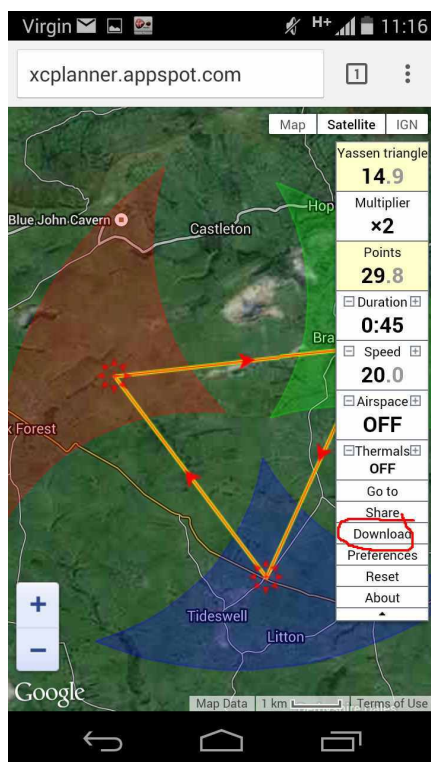 Virgin
H+
11:16
xcplanner.appspot.com
1
Map
Satellite
IGN
Yassen triangle
14.9
Multiplier
×2
Points
29.8
Duration
0:45
Speed
20.0
Airspace
OFF
Thermals
OFF
Go to
Share
Download
Preferences
Reset
About
Blue John Cavern
Castleton
Hop
Bra
Forest
Tideswell
Litton
+
−
Google
Map Data
1 km
Terms of Use